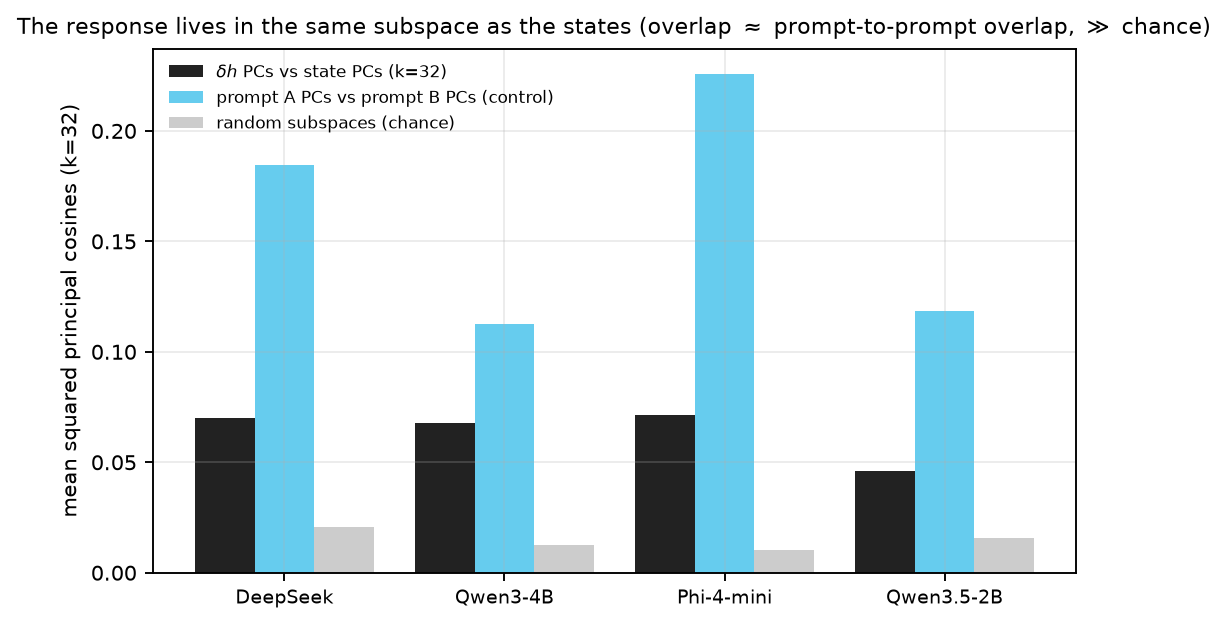 The response lives in the same subspace as the states (overlap ≈ prompt-to-prompt overlap, ≫ chance)
δh PCs vs state PCs (k=32)
prompt A PCs vs prompt B PCs (control)
random subspaces (chance)
mean squared principal cosines (k=32)
0.20
0.15
0.10
0.05
0.00
DeepSeek
Qwen3-4B
Phi-4-mini
Qwen3.5-2B